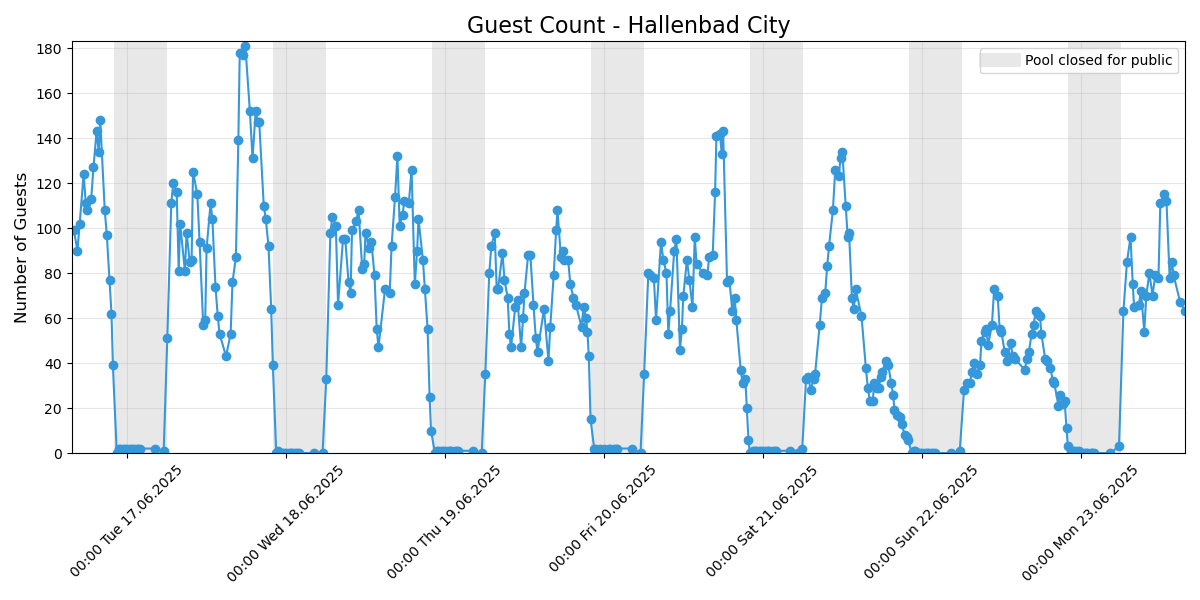 Guest Count - Hallenbad City
Pool closed for public
Number of Guests
180
160
140
120
100
80
60
40
20
0
00:00 Tue 17.06.2025
00:00 Wed 18.06.2025
00:00 Thu 19.06.2025
00:00 Fri 20.06.2025
00:00 Sat 21.06.2025
00:00 Sun 22.06.2025
00:00 Mon 23.06.2025